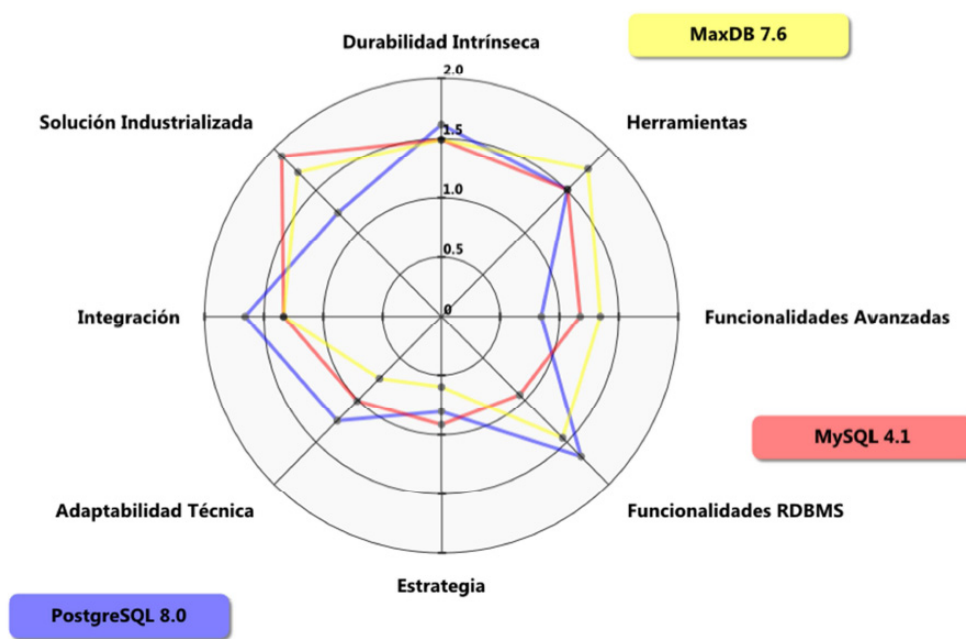 MaxDB 7.6
Durabilidad Intrínseca
2.0
Solución Industrializada
Herramientas
1.5
1.0
0.5
0
Integración
Funcionalidades Avanzadas
MySQL 4.1
Adaptabilidad Técnica
Funcionalidades RDBMS
Estrategia
PostgreSQL 8.0